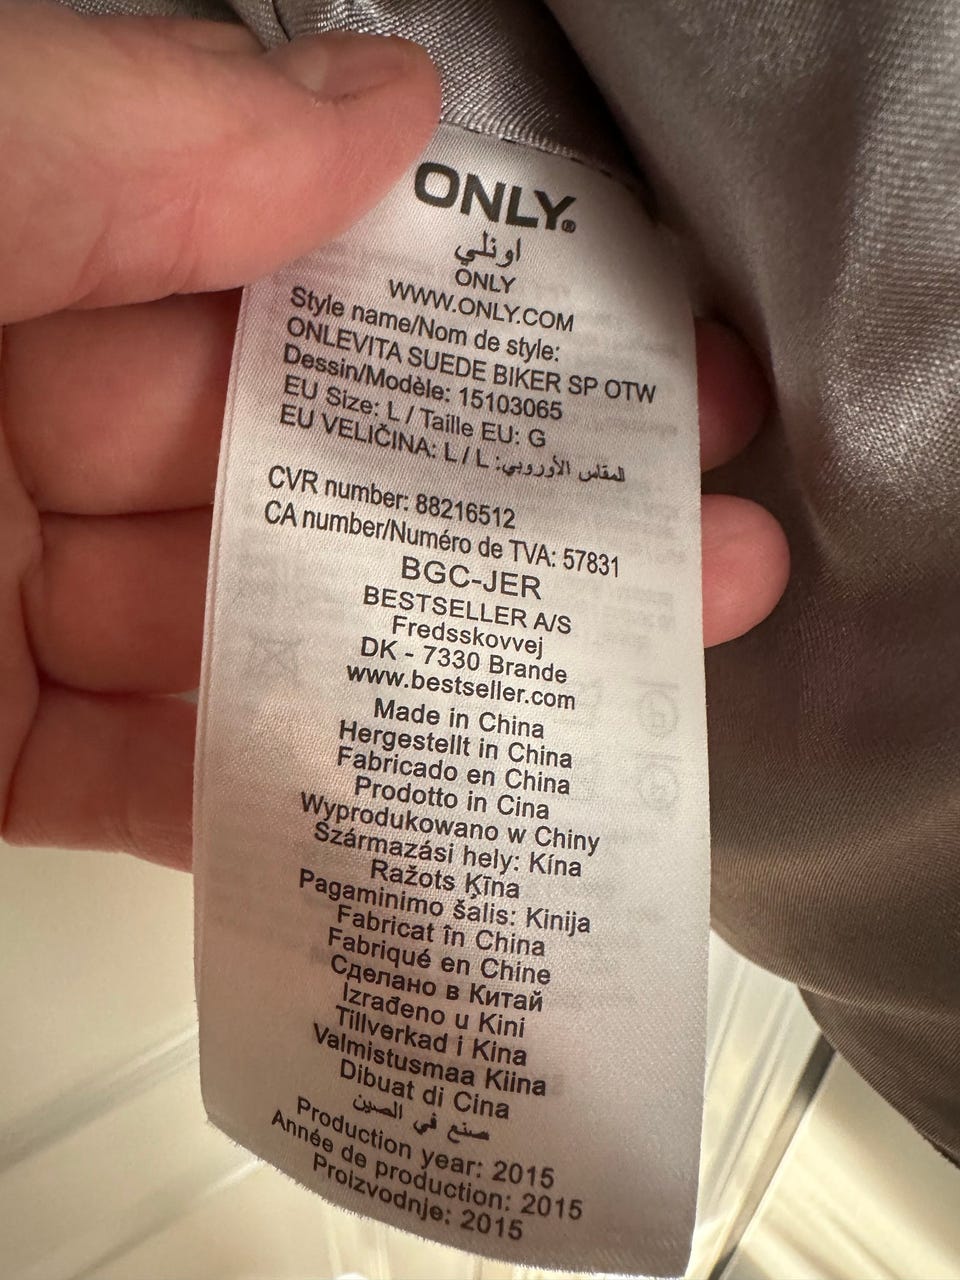 ONLY®
اونلي
ONLY
WWW.ONLY.COM
Style name/Nom de style:
ONLEVITA SUEDE BIKER SP OTW
Dessin/Modèle: 15103065
EU Size: L / Taille EU: G
EU VELIČINA: L / L :المقاس الأوروبي
CVR number: 88216512
CA number/Numéro de TVA: 57831
BGC-JER
BESTSELLER A/S
Fredsskovvej
DK - 7330 Brande
www.bestseller.com
Made in China
Hergestellt in China
Fabricado en China
Prodotto in Cina
Wyprodukowano w Chiny
Származási hely: Kína
Ražots Ķīna
Pagaminimo šalis: Kinija
Fabricat în China
Fabriqué en Chine
Сделано в Китай
Izrađeno u Kini
Tillverkad i Kina
Valmistusmaa Kiina
Dibuat di Cina
صنع في الصين
Production year: 2015
Année de production: 2015
Proizvodnje: 2015